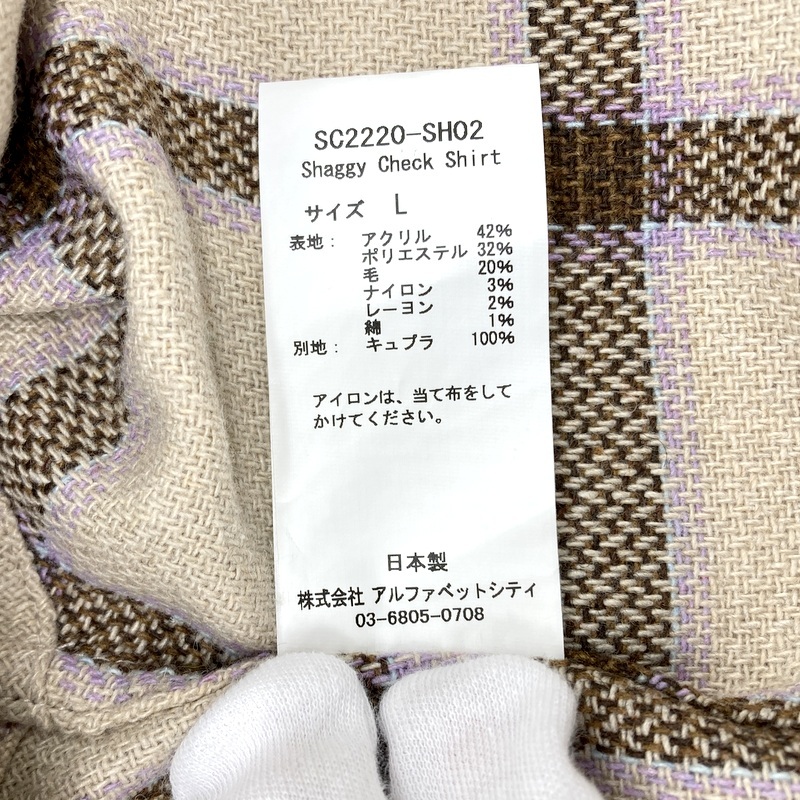 SC2220-SH02
Shaggy Check Shirt
サイズ L
表地： アクリル 42%
ポリエステル 32%
毛 20%
ナイロン 3%
レーヨン 2%
綿 1%
別地： キュプラ 100%
アイロンは、当て布をして
かけてください。
日本製
株式会社 アルファベットシティ
03-6805-0708